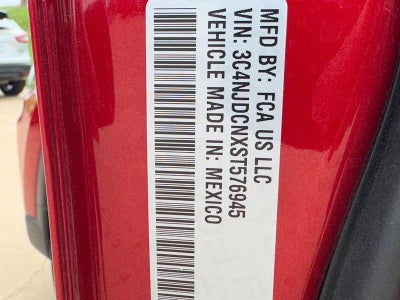 MFD BY: FCA US LLC
VIN: 3C4NJDCNXST576945
VEHICLE MADE IN: MEXICO